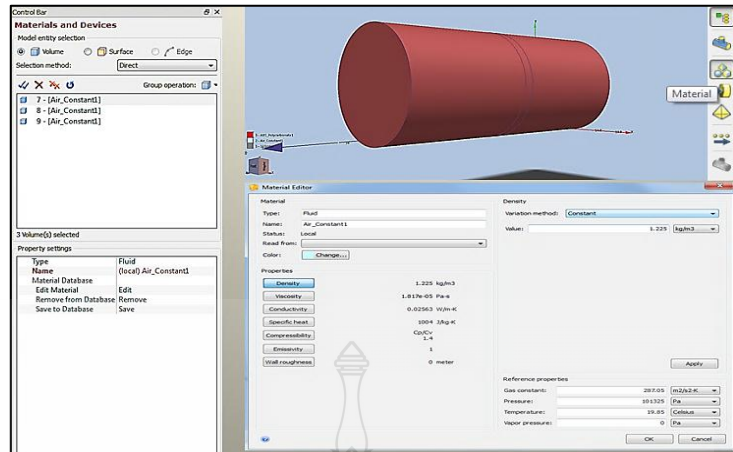 Control Bar
Materials and Devices
Model entity selection
Volume Surface Edge
Selection method: Direct
Group operation:
7 - [Air_Constant1]
8 - [Air_Constant1]
9 - [Air_Constant1]
3 Volume(s) selected
Property settings
Type Fluid
Name (local) Air_Constant1
Material Database
Edit Material Edit
Remove from Database Remove
Save to Database Save
Material
Material Editor
Material
Type: Fluid
Name: Air_Constant1
Status: Local
Read from:
Color: Change...
Properties
Density 1.225 kg/m3
Viscosity 1.817e-05 Pa-s
Conductivity 0.02563 W/m-K
Specific heat 1004 J/kg-K
Compressibility Cp/Cv
1.4
Emissivity 1
Wall roughness 0 meter
Density
Variation method: Constant
Value: 1.225 kg/m3
Apply
Reference properties
Gas constant: 287.05 m2/s2-K
Pressure: 101325 Pa
Temperature: 19.85 Celsius
Vapor pressure: 0 Pa
OK Cancel